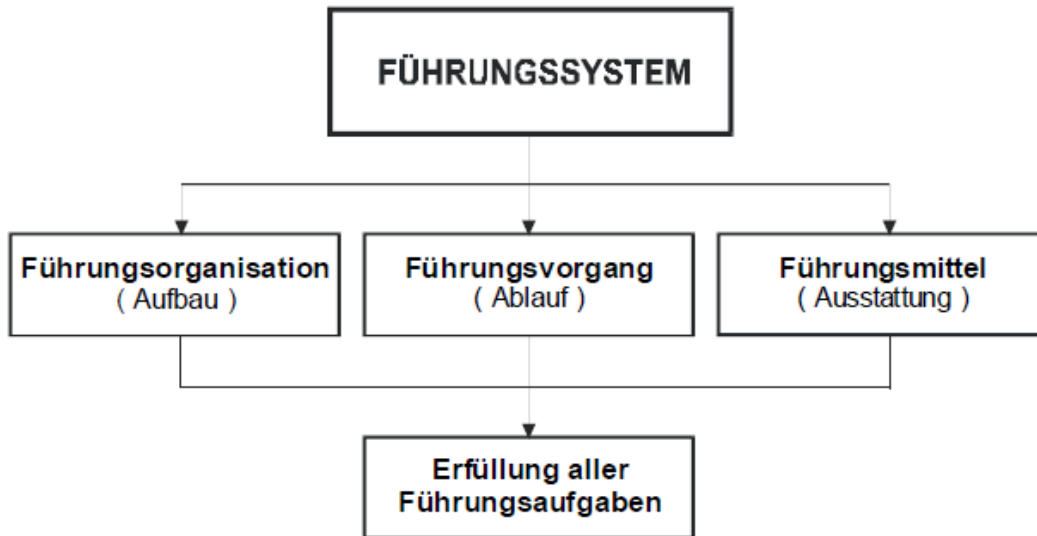 FÜHRUNGSSYSTEM
Führungsorganisation
( Aufbau )
Führungsvorgang
( Ablauf )
Führungsmittel
( Ausstattung )
Erfüllung aller
Führungsaufgaben